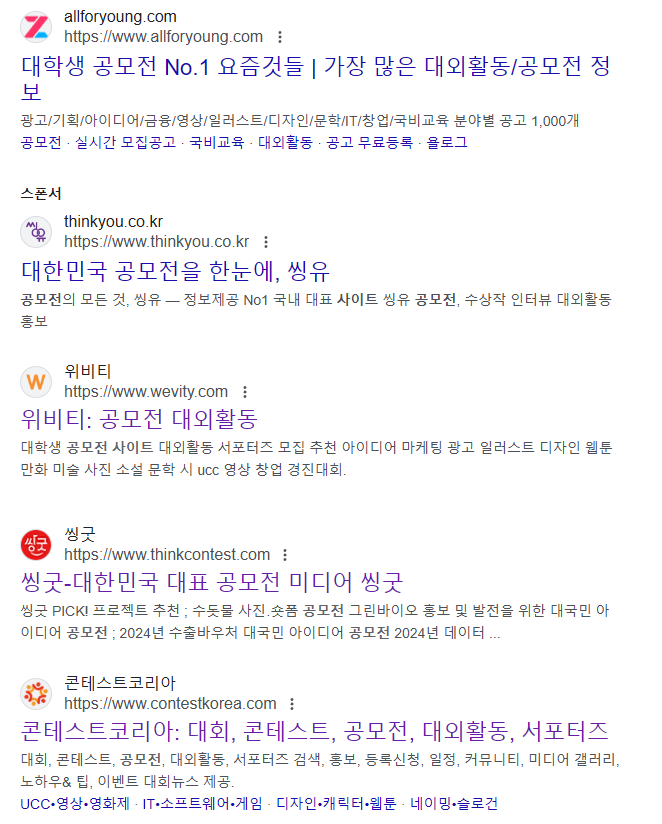 allforyoung.com
https://www.allforyoung.com
대학생 공모전 No.1 요즘것들 | 가장 많은 대외활동/공모전 정
보
광고/기획/아이디어/금융/영상/일러스트/디자인/문학/IT/창업/국비교육 분야별 공고 1,000개
공모전 · 실시간 모집공고 · 국비교육 · 대외활동 · 공고 무료등록 · 욜로그
스폰서
씽유
thinkyou.co.kr
https://www.thinkyou.co.kr
대한민국 공모전을 한눈에, 씽유
공모전의 모든 것, 씽유 — 정보제공 No1 국내 대표 사이트 씽유 공모전, 수상작 인터뷰 대외활동
홍보
W
위비티
https://www.wevity.com
위비티: 공모전 대외활동
대학생 공모전 사이트 대외활동 서포터즈 모집 추천 아이디어 마케팅 광고 일러스트 디자인 웹툰
만화 미술 사진 소설 문학 시 ucc 영상 창업 경진대회.
씽굿
씽굿
https://www.thinkcontest.com
씽굿-대한민국 대표 공모전 미디어 씽굿
씽굿 PICK! 프로젝트 추천 ; 수돗물 사진.숏폼 공모전 그린바이오 홍보 및 발전을 위한 대국민 아
이디어 공모전 ; 2024년 수출바우처 대국민 아이디어 공모전 2024년 데이터 ...
콘테스트코리아
https://www.contestkorea.com
콘테스트코리아: 대회, 콘테스트, 공모전, 대외활동, 서포터즈
대회, 콘테스트, 공모전, 대외활동, 서포터즈 검색, 홍보, 등록신청, 일정, 커뮤니티, 미디어 갤러리,
노하우& 팁, 이벤트 대회뉴스 제공.
UCC•영상•영화제 · IT•소프트웨어•게임 · 디자인•캐릭터•웹툰 · 네이밍•슬로건